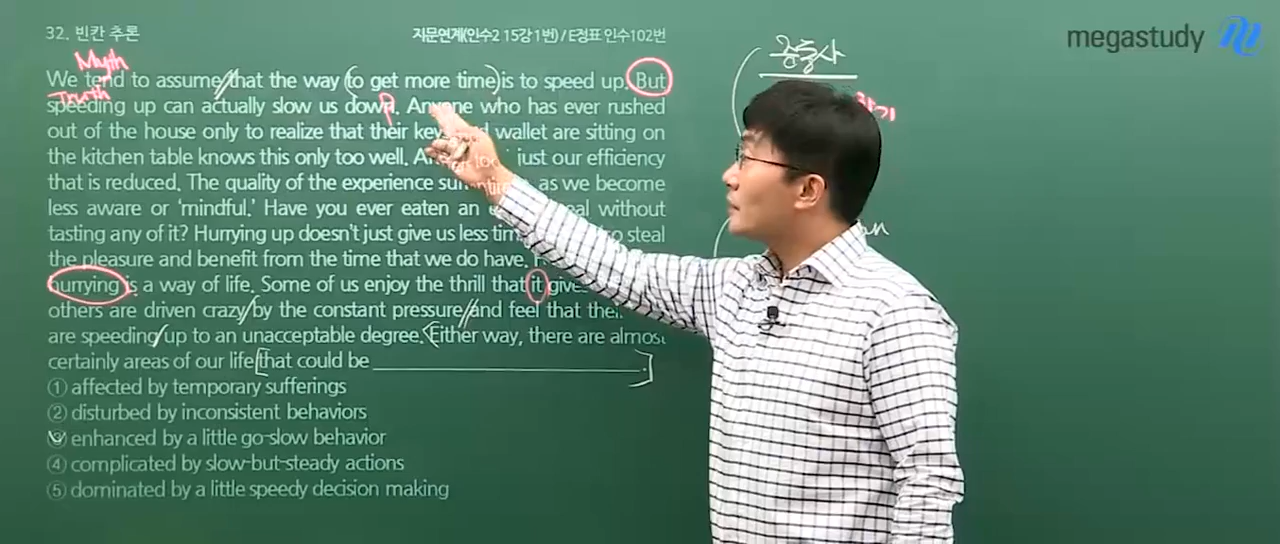 32. 빈칸 추론
지문연계(인수2 15강 1번) / E정표 인수102번
megastudy
Myth
We tend to assume that the way to get more time is to speed up. But
Truth
speeding up can actually slow us down. Anyone who has ever rushed
P
out of the house only to realize that their wallet are sitting on
the kitchen table knows this only too well. just our efficiency
that is reduced. The quality of the experience as we become
less aware or ‘mindful.’ Have you ever eaten an without
tasting any of it? Hurrying up doesn't just give us less steal
the pleasure and benefit from the time that we do have.
hurrying is a way of life. Some of us enjoy the thrill that it
others are driven crazy by the constant pressure and feel that
are speeding up to an unacceptable degree. Either way, there are almost
certainly areas of our life that could be
① affected by temporary sufferings
② disturbed by inconsistent behaviors
③ enhanced by a little go-slow behavior
④ complicated by slow-but-steady actions
⑤ dominated by a little speedy decision making